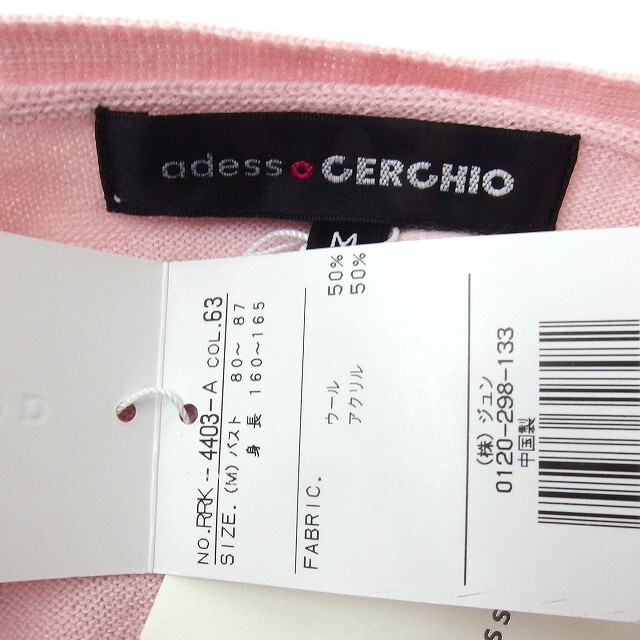 adesso CERCHIO
M
NO. RRK--4403-A COL. 63
SIZE. (M) バスト 80～ 87
身 長 160～165
FABRIC. ウール 50%
アクリル 50%
(株) ジュン
0120-298-133
中国製